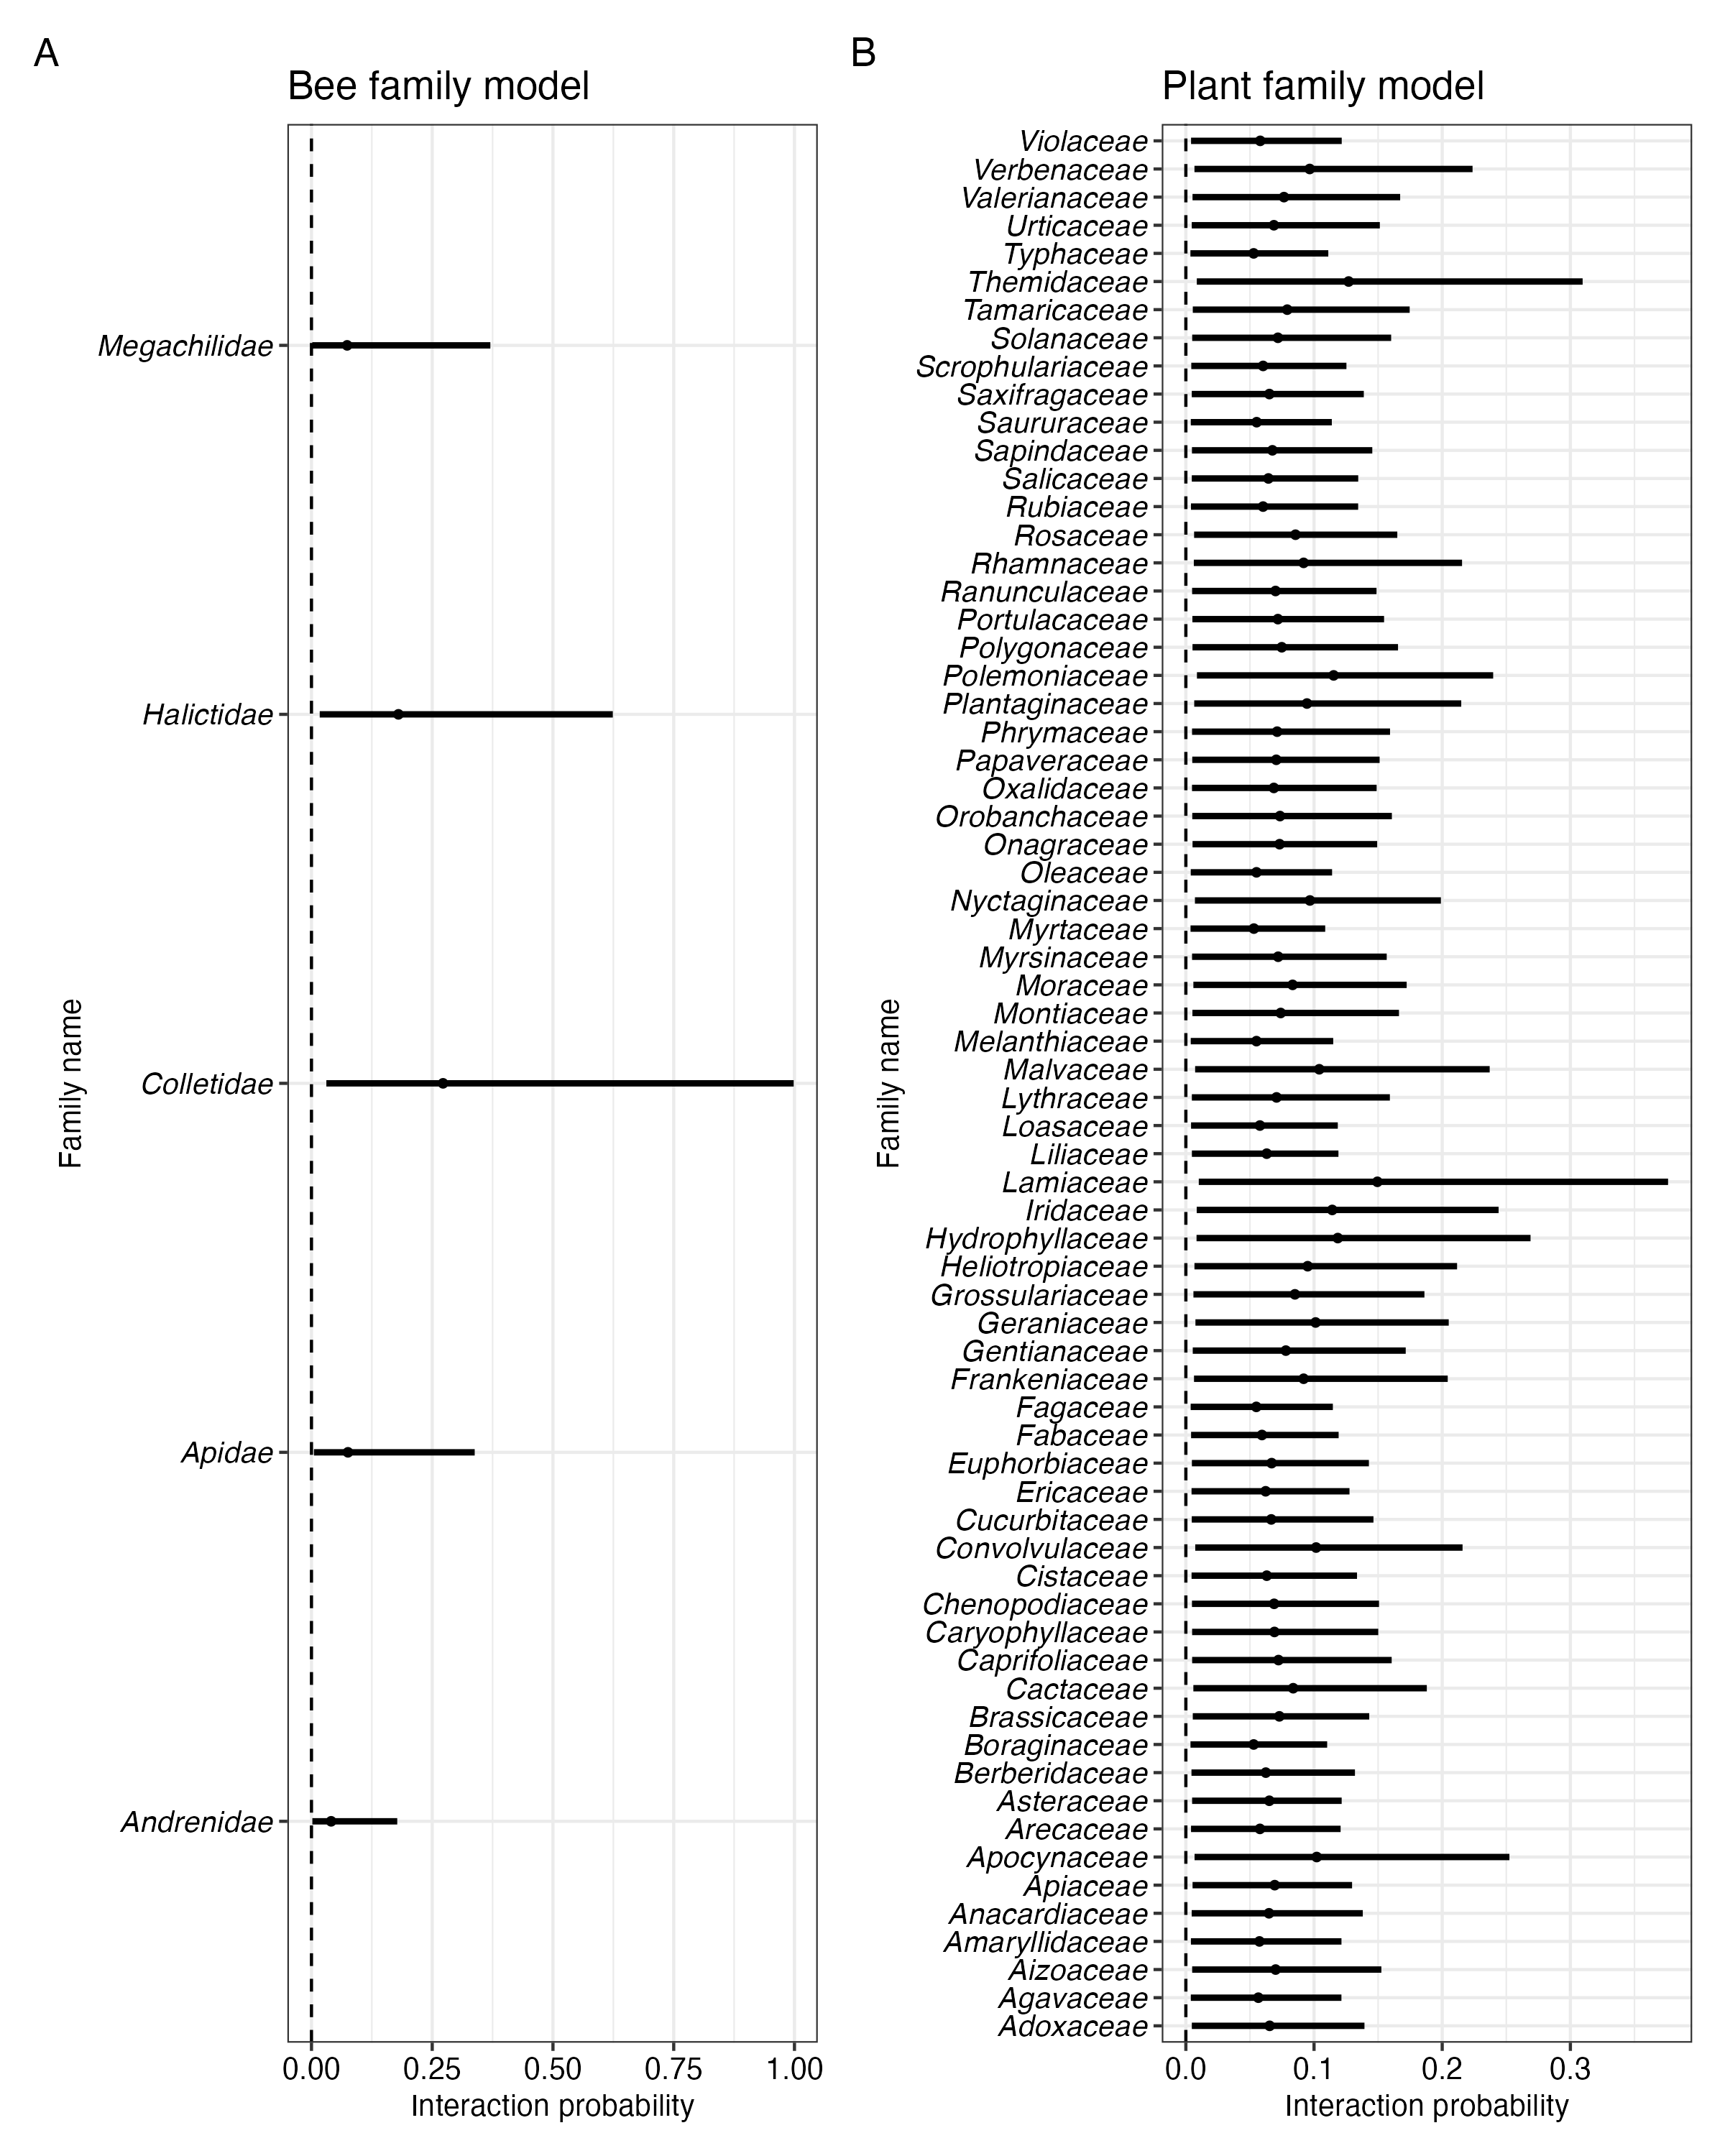 A
Bee family model
Family name
Megachilidae
Halictidae
Colletidae
Apidae
Andrenidae
0.00 0.25 0.50 0.75 1.00
Interaction probability
B
Plant family model
Family name
Violaceae
Verbenaceae
Valerianaceae
Urticaceae
Typhaceae
Themidaceae
Tamaricaceae
Solanaceae
Scrophulariaceae
Saxifragaceae
Saururaceae
Sapindaceae
Salicaceae
Rubiaceae
Rosaceae
Rhamnaceae
Ranunculaceae
Portulacaceae
Polygonaceae
Polemoniaceae
Plantaginaceae
Phrymaceae
Papaveraceae
Oxalidaceae
Orobanchaceae
Onagraceae
Oleaceae
Nyctaginaceae
Myrtaceae
Myrsinaceae
Moraceae
Montiaceae
Melanthiaceae
Malvaceae
Lythraceae
Loasaceae
Liliaceae
Lamiaceae
Iridaceae
Hydrophyllaceae
Heliotropiaceae
Grossulariaceae
Geraniaceae
Gentianaceae
Frankeniaceae
Fagaceae
Fabaceae
Euphorbiaceae
Ericaceae
Cucurbitaceae
Convolvulaceae
Cistaceae
Chenopodiaceae
Caryophyllaceae
Caprifoliaceae
Cactaceae
Brassicaceae
Boraginaceae
Berberidaceae
Asteraceae
Arecaceae
Apocynaceae
Apiaceae
Anacardiaceae
Amaryllidaceae
Aizoaceae
Agavaceae
Adoxaceae
0.0 0.1 0.2 0.3
Interaction probability